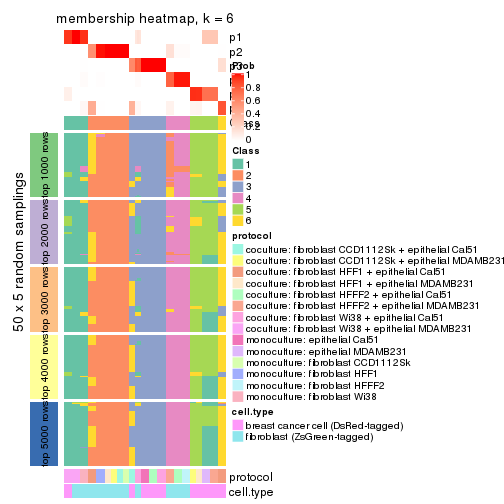 membership heatmap, k = 6
p1
p2
p3
Prob
1
0.8
0.6
0.4
0.2
0
Class
Class
1
2
3
4
5
6
protocol
coculture: fibroblast CCD1112Sk + epithelial Cal51
coculture: fibroblast CCD1112Sk + epithelial MDAMB231
coculture: fibroblast HFF1 + epithelial Cal51
coculture: fibroblast HFF1 + epithelial MDAMB231
coculture: fibroblast HFFF2 + epithelial Cal51
coculture: fibroblast HFFF2 + epithelial MDAMB231
coculture: fibroblast Wi38 + epithelial Cal51
coculture: fibroblast Wi38 + epithelial MDAMB231
monoculture: epithelial Cal51
monoculture: epithelial MDAMB231
monoculture: fibroblast CCD1112Sk
monoculture: fibroblast HFF1
monoculture: fibroblast HFFF2
monoculture: fibroblast Wi38
cell.type
breast cancer cell (DsRed-tagged)
fibroblast (ZsGreen-tagged)
50 x 5 random samplings
top 1000 rows
top 2000 rows
top 3000 rows
top 4000 rows
top 5000 rows
protocol
cell.type